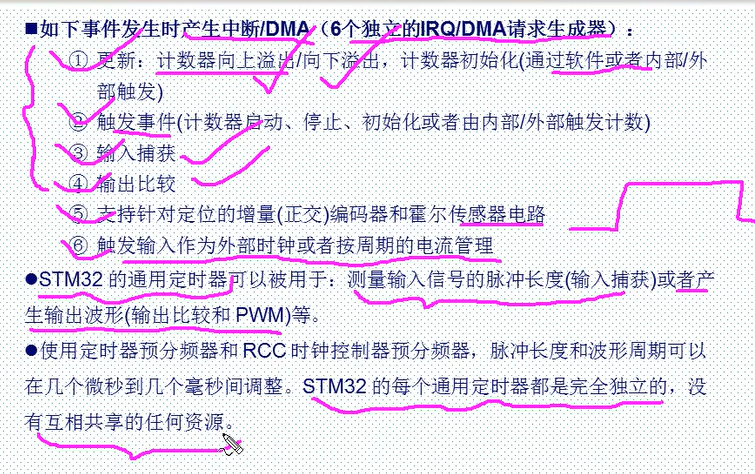 ■如下事件发生时产生中断/DMA（6个独立的IRQ/DMA请求生成器）：
① 更新：计数器向上溢出/向下溢出，计数器初始化(通过软件或者内部/外
部触发)
② 触发事件(计数器启动、停止、初始化或者由内部/外部触发计数)
③ 输入捕获
④ 输出比较
⑤ 支持针对定位的增量(正交)编码器和霍尔传感器电路
⑥ 触发输入作为外部时钟或者按周期的电流管理
●STM32 的通用定时器可以被用于：测量输入信号的脉冲长度(输入捕获)或者产
生输出波形(输出比较和 PWM)等。
●使用定时器预分频器和 RCC 时钟控制器预分频器，脉冲长度和波形周期可以
在几个微秒到几个毫秒间调整。STM32 的每个通用定时器都是完全独立的，没
有互相共享的任何资源。